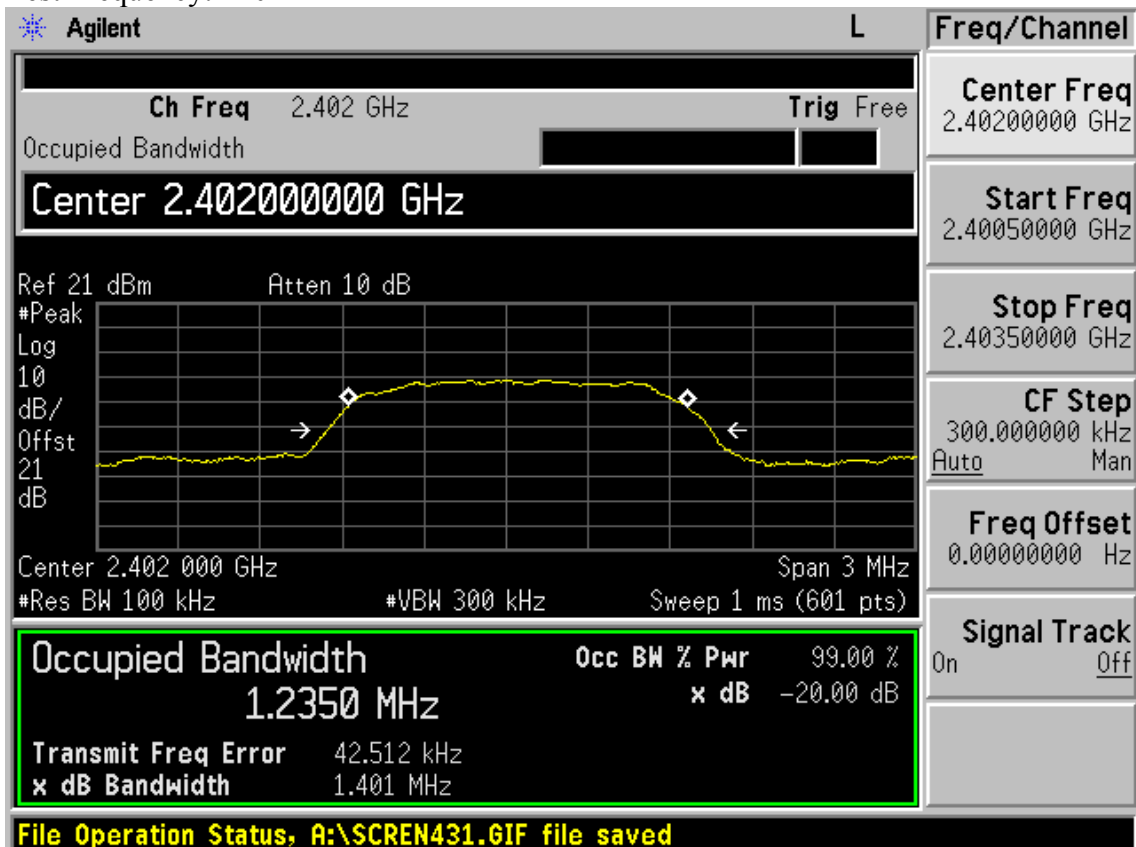 Agilent L
Ch Freq 2.402 GHz Trig Free
Occupied Bandwidth
Center 2.402000000 GHz
Ref 21 dBm Atten 10 dB
#Peak
Log
10
dB/
Offst
21
dB
Center 2.402 000 GHz Span 3 MHz
#Res BW 100 kHz #VBW 300 kHz Sweep 1 ms (601 pts)
Occupied Bandwidth Occ BW % Pwr 99.00 %
1.2350 MHz x dB -20.00 dB
Transmit Freq Error 42.512 kHz
x dB Bandwidth 1.401 MHz
File Operation Status, A:\SCREN431.GIF file saved
Freq/Channel
Center Freq
2.40200000 GHz
Start Freq
2.40050000 GHz
Stop Freq
2.40350000 GHz
CF Step
300.000000 kHz
Auto Man
Freq Offset
0.00000000 Hz
Signal Track
On Off